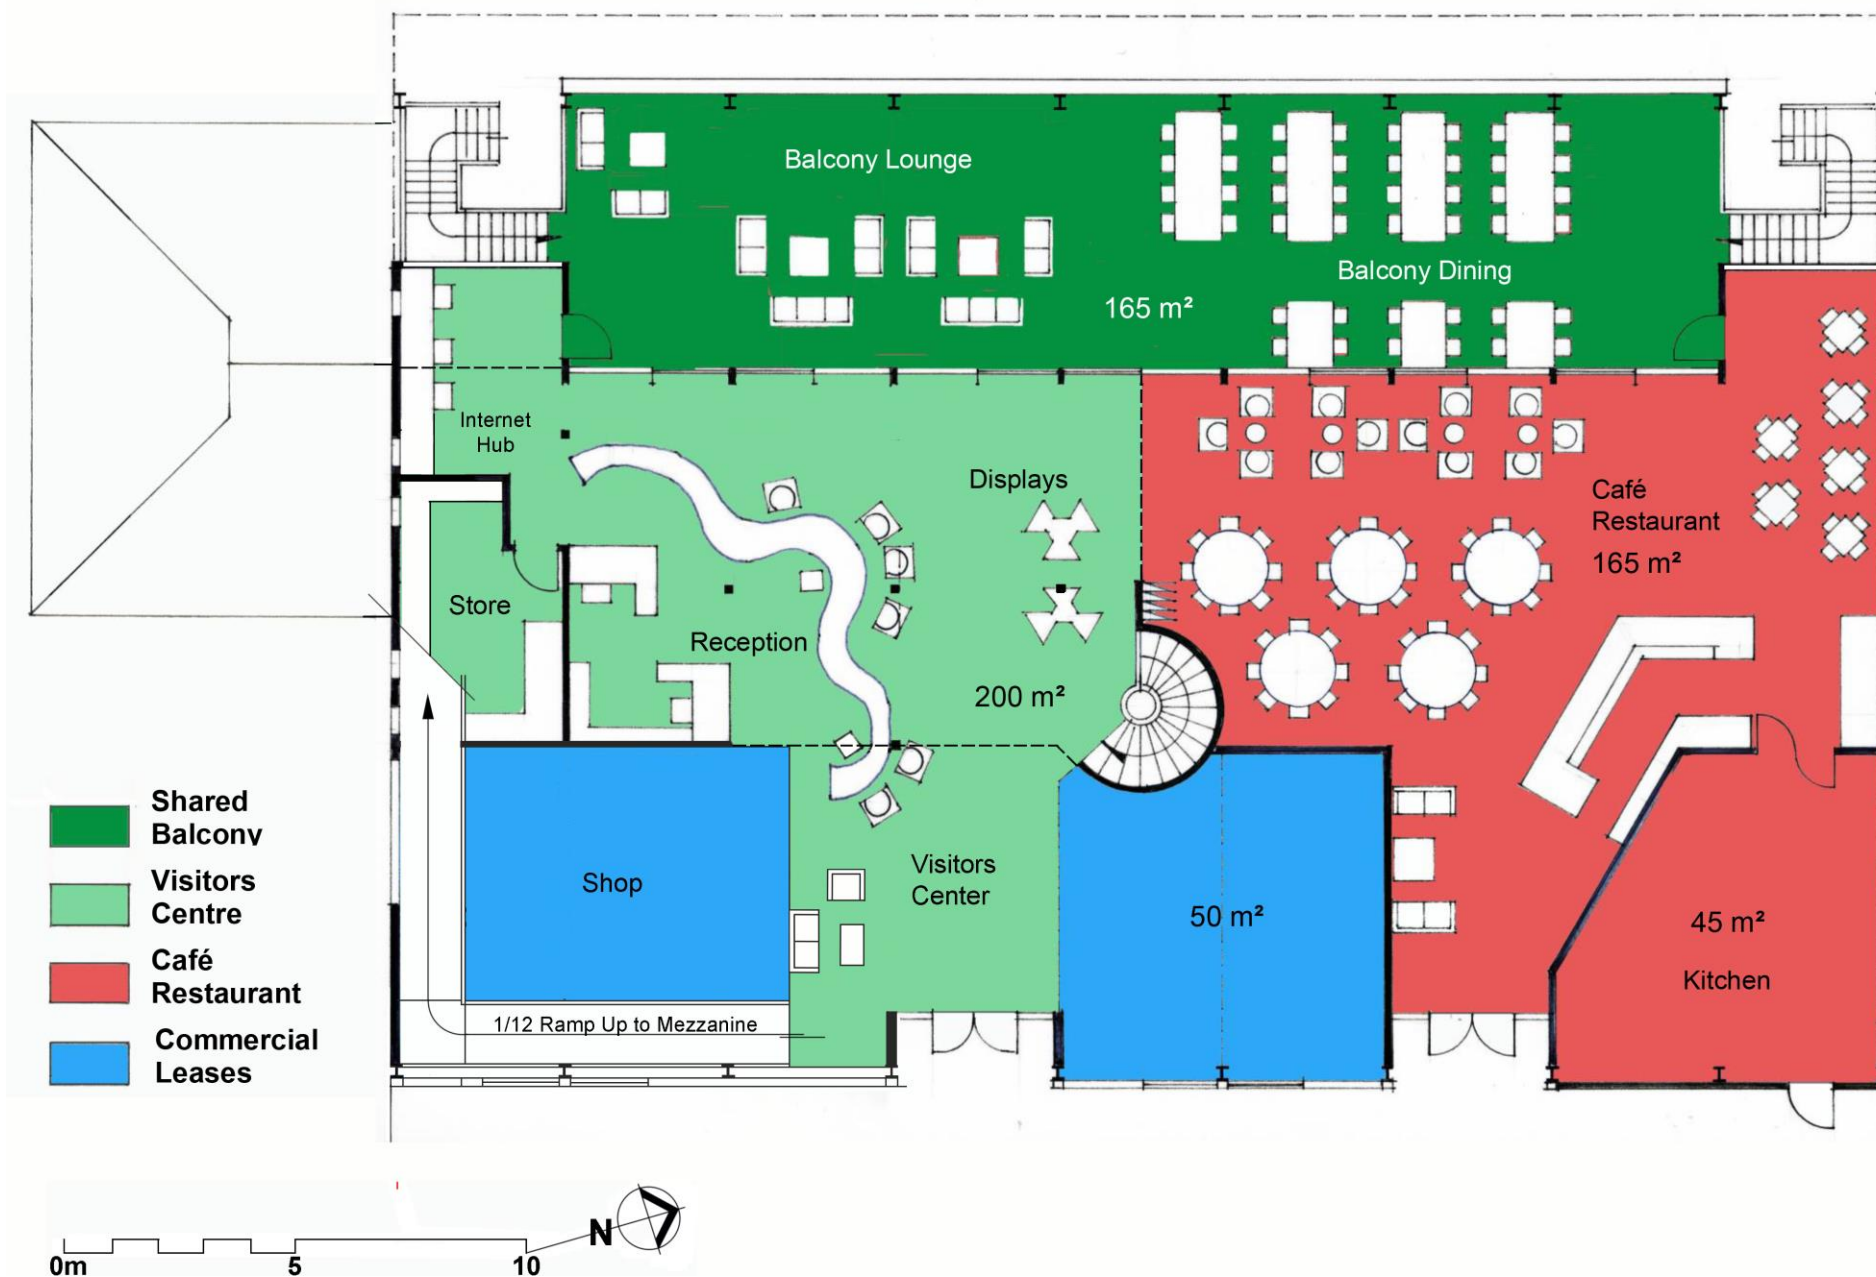 Balcony Lounge
Balcony Dining
165 m²
Internet
Hub
Displays
Café
Restaurant
165 m²
Store
Reception
200 m²
Shop
Visitors
Center
50 m²
45 m²
Kitchen
1/12 Ramp Up to Mezzanine
Shared
Balcony
Visitors
Centre
Café
Restaurant
Commercial
Leases
N
0m 5 10